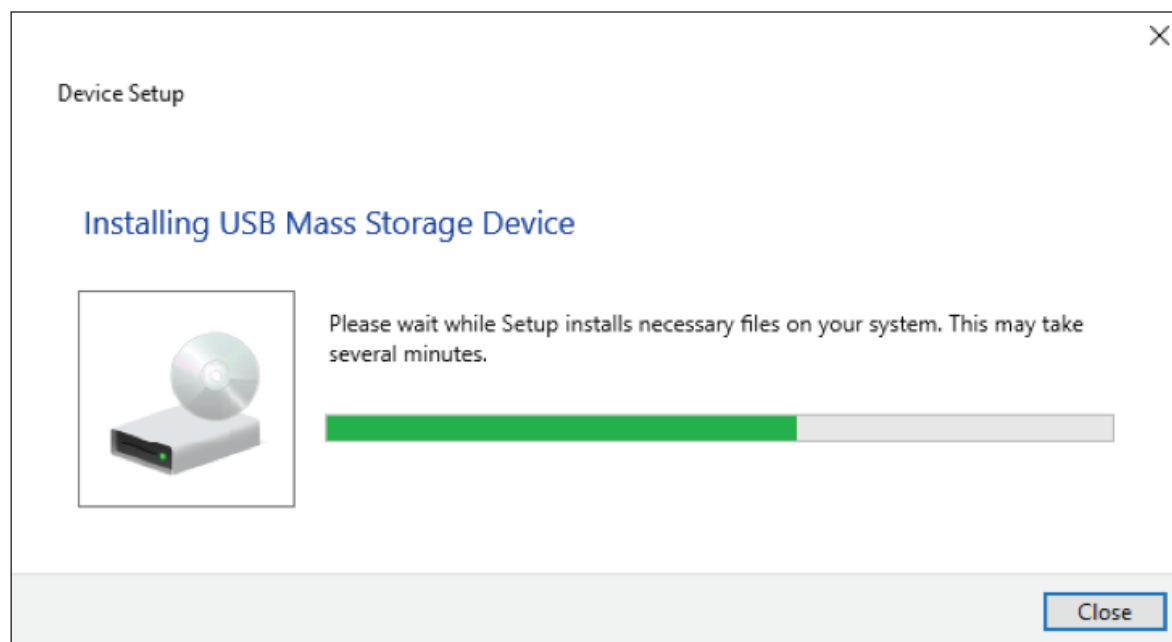 Device Setup
Installing USB Mass Storage Device
Please wait while Setup installs necessary files on your system. This may take
several minutes.
Close